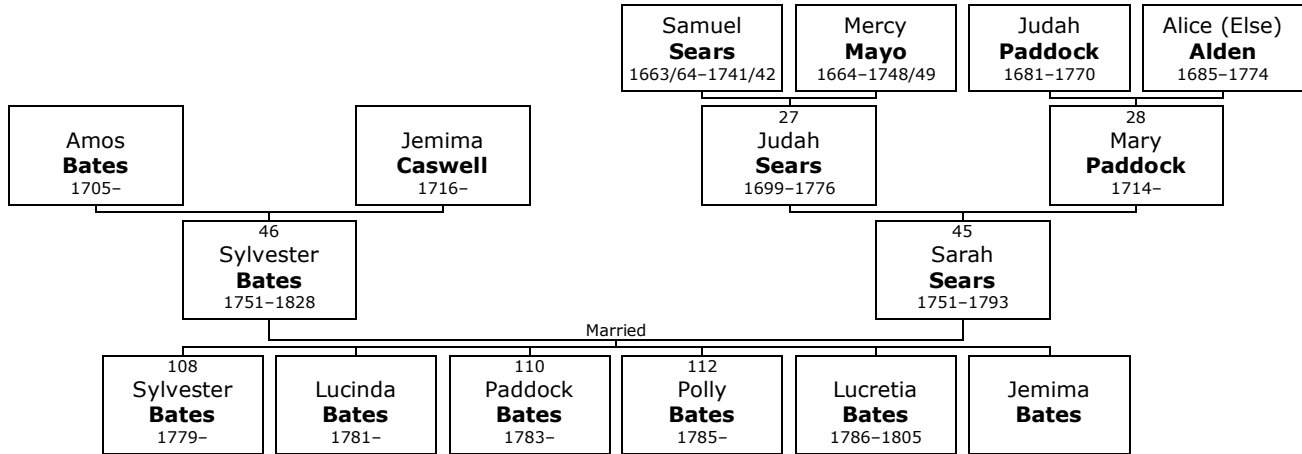 Samuel
Sears
1663/64–1741/42
Mercy
Mayo
1664–1748/49
Judah
Paddock
1681–1770
Alice (Else)
Alden
1685–1774
Amos
Bates
1705–
Jemima
Caswell
1716–
27
Judah
Sears
1699–1776
28
Mary
Paddock
1714–
46
Sylvester
Bates
1751–1828
45
Sarah
Sears
1751–1793
Married
108
Sylvester
Bates
1779–
Lucinda
Bates
1781–
110
Paddock
Bates
1783–
112
Polly
Bates
1785–
Lucretia
Bates
1786–1805
Jemima
Bates